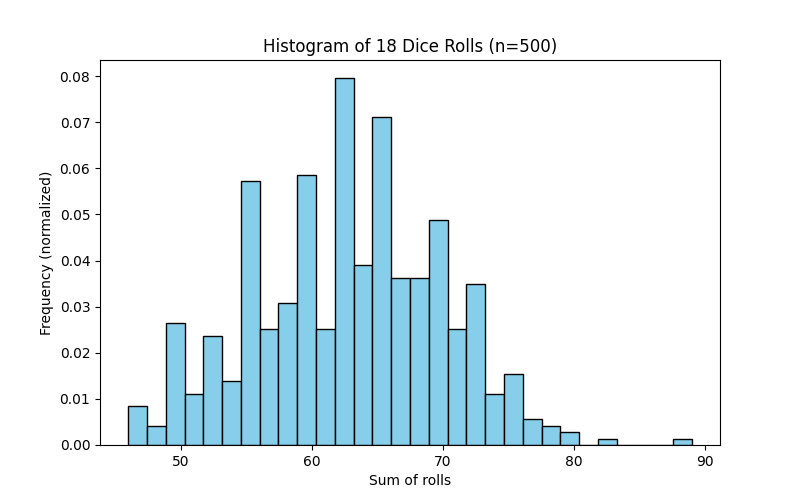 Histogram of 18 Dice Rolls (n=500)
Frequency (normalized)
0.08
0.07
0.06
0.05
0.04
0.03
0.02
0.01
0.00
50 60 70 80 90
Sum of rolls